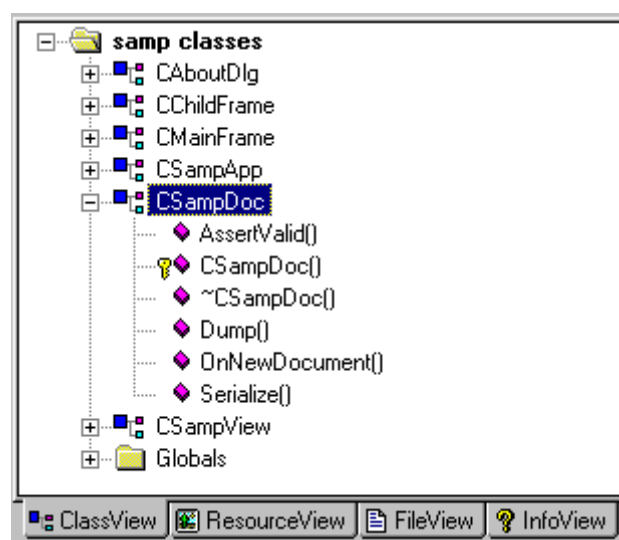 samp classes
CAboutDlg
CChildFrame
CMainFrame
CSampApp
CSampDoc
AssertValid()
CSampDoc()
~CSampDoc()
Dump()
OnNewDocument()
Serialize()
CSampView
Globals
ClassView ResourceView FileView InfoView